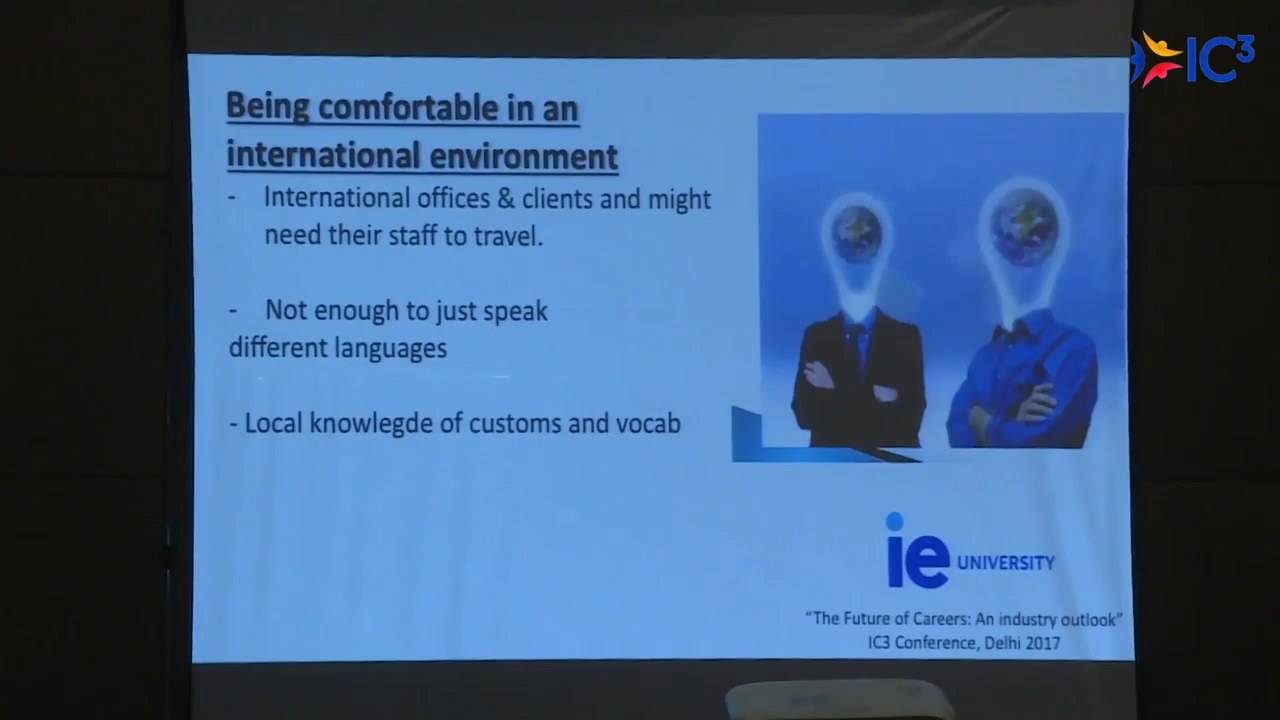 IC3
Being comfortable in an
international environment
- International offices & clients and might
need their staff to travel.
- Not enough to just speak
different languages
- Local knowlegde of customs and vocab
ie UNIVERSITY
“The Future of Careers: An industry outlook”
IC3 Conference, Delhi 2017